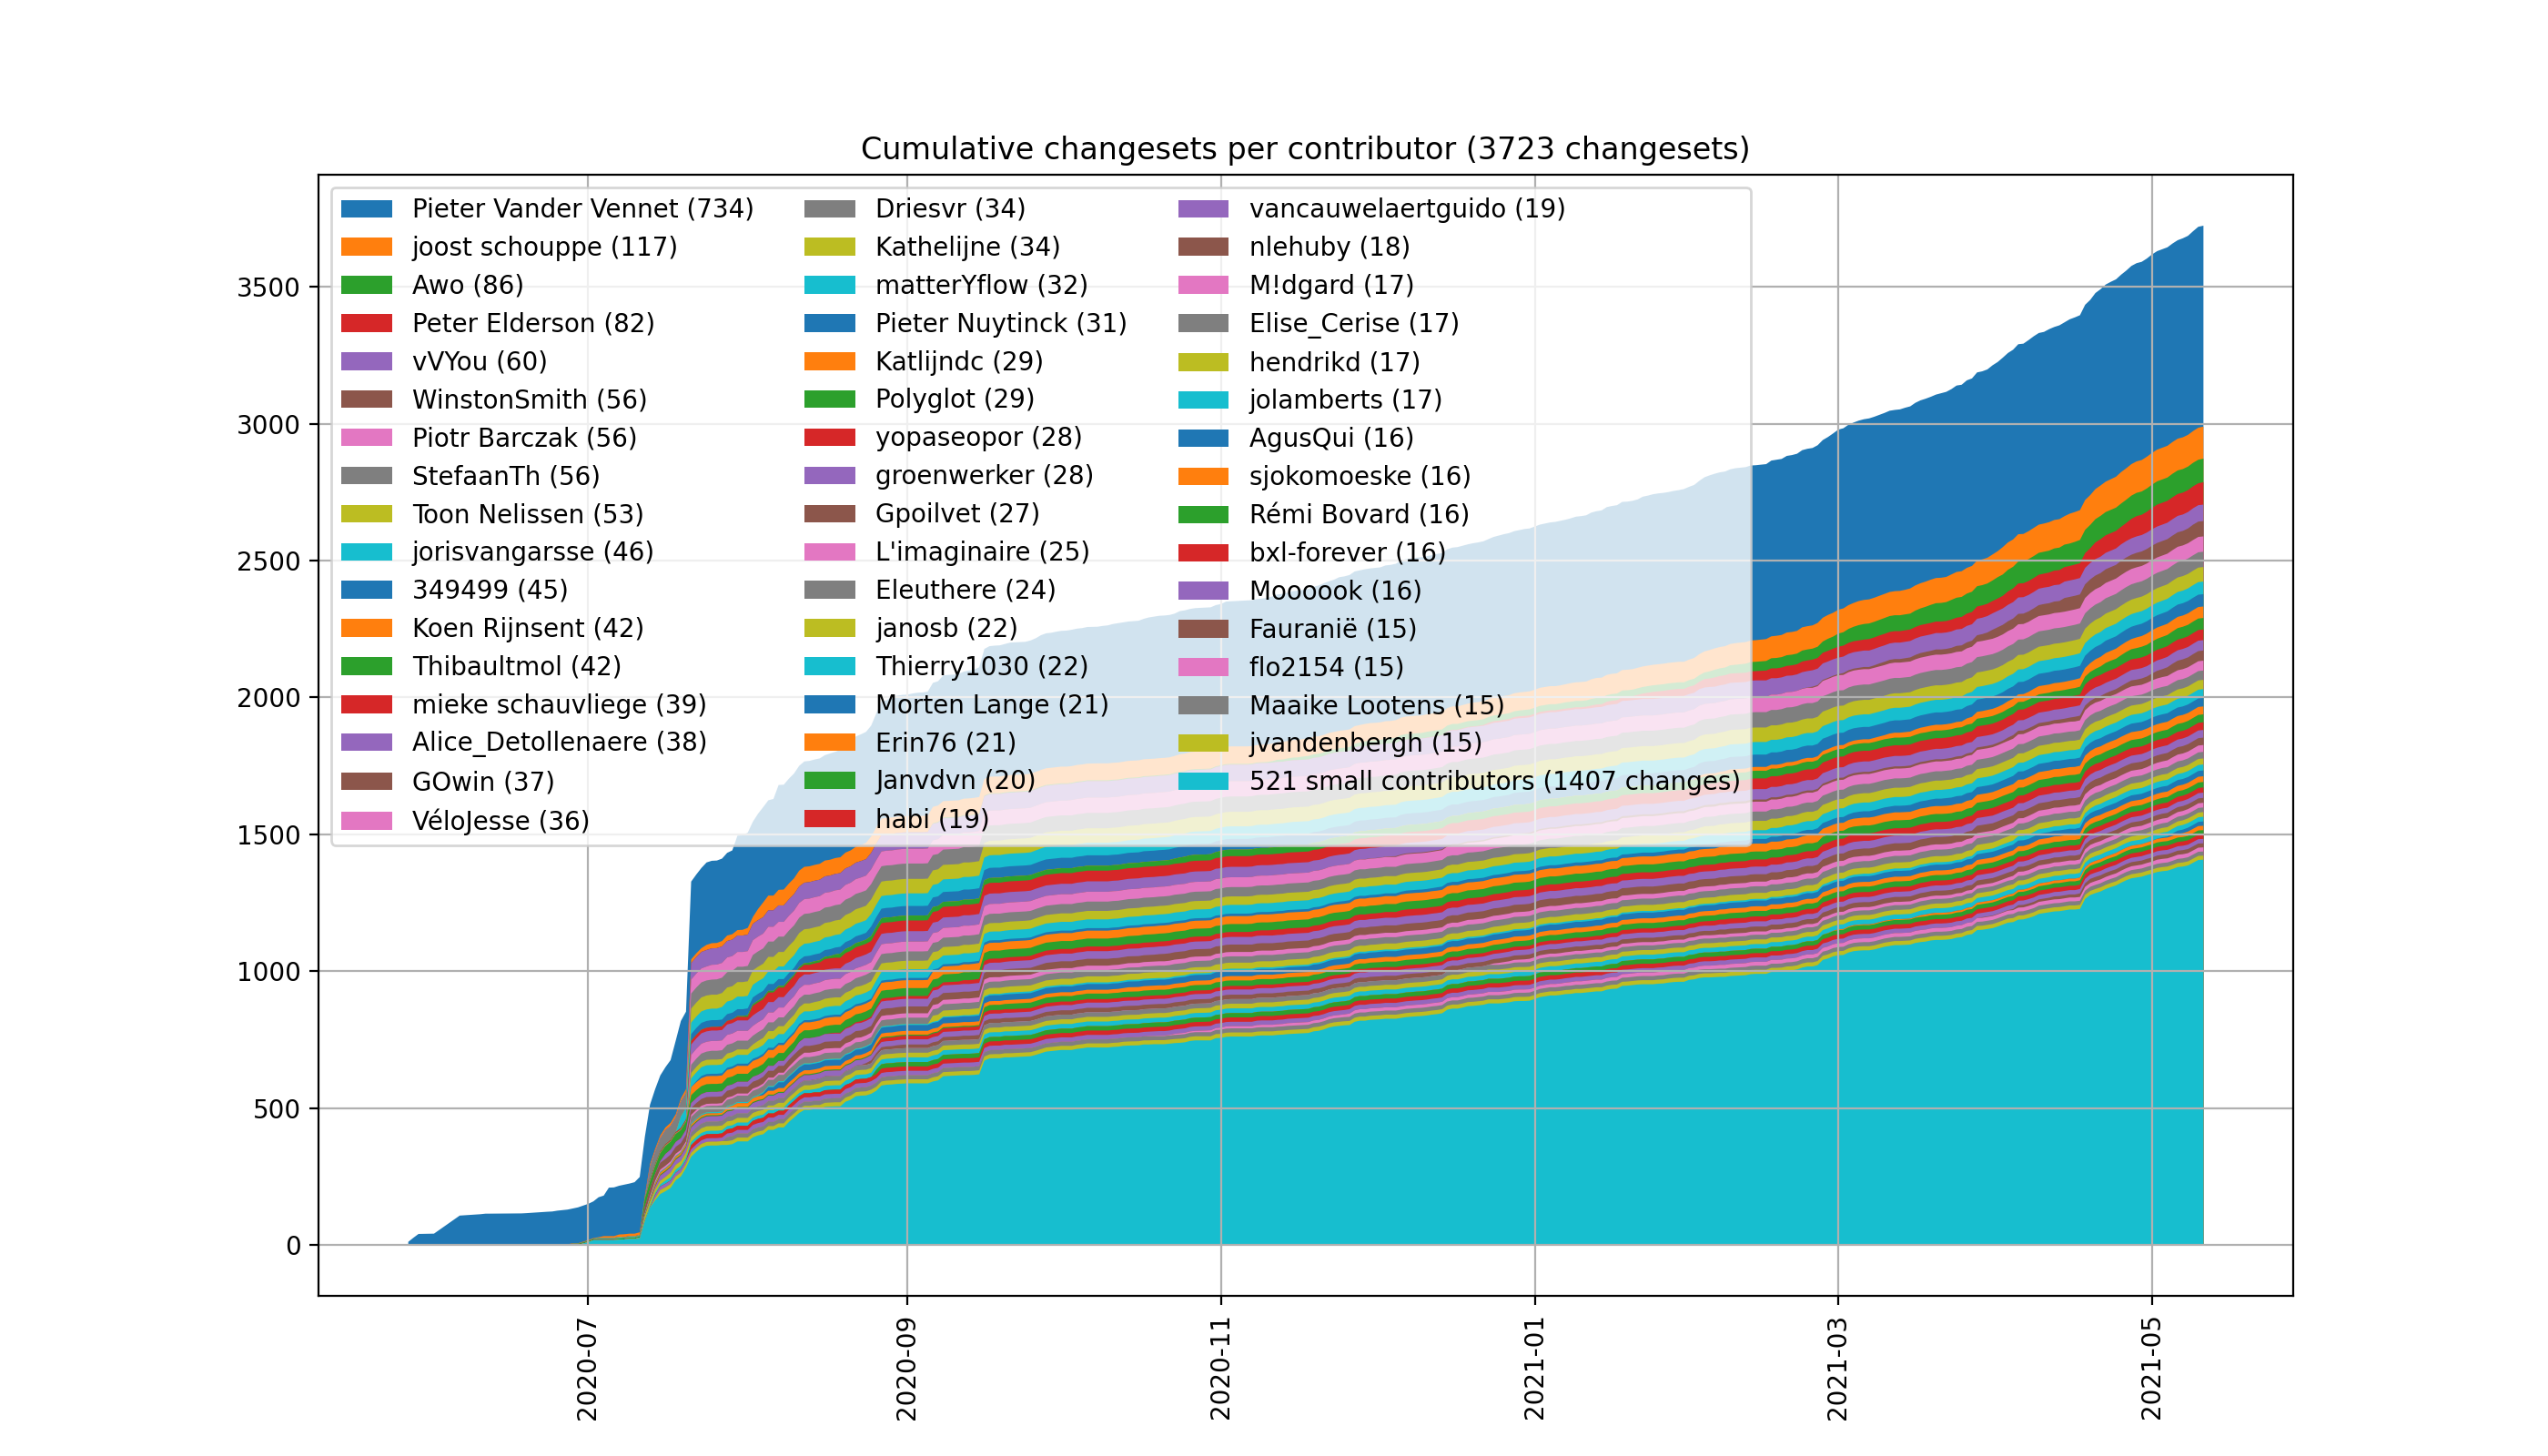 Cumulative changesets per contributor (3723 changesets)
Pieter Vander Vennet (734)
joost schouppe (117)
Awo (86)
Peter Elderson (82)
vVYou (60)
WinstonSmith (56)
Piotr Barczak (56)
StefaanTh (56)
Toon Nelissen (53)
jorisvangarsse (46)
349499 (45)
Koen Rijnsent (42)
Thibaultmol (42)
mieke schauvliege (39)
Alice_Detollenaere (38)
GOwin (37)
VéloJesse (36)
Driesvr (34)
Kathelijne (34)
matterYflow (32)
Pieter Nuytinck (31)
Katlijndc (29)
Polyglot (29)
yopaseopor (28)
groenwerker (28)
Gpoilvet (27)
L'imaginaire (25)
Eleuthere (24)
janosb (22)
Thierry1030 (22)
Morten Lange (21)
Erin76 (21)
Janvdvn (20)
habi (19)
vancauwelaertguido (19)
nlehuby (18)
M!dgard (17)
Elise_Cerise (17)
hendrikd (17)
jolamberts (17)
AgusQui (16)
sjokomoeske (16)
Rémi Bovard (16)
bxl-forever (16)
Moooook (16)
Fauranië (15)
flo2154 (15)
Maaike Lootens (15)
jvandenbergh (15)
521 small contributors (1407 changes)
3500
3000
2500
2000
1500
1000
500
0
2020-07
2020-09
2020-11
2021-01
2021-03
2021-05